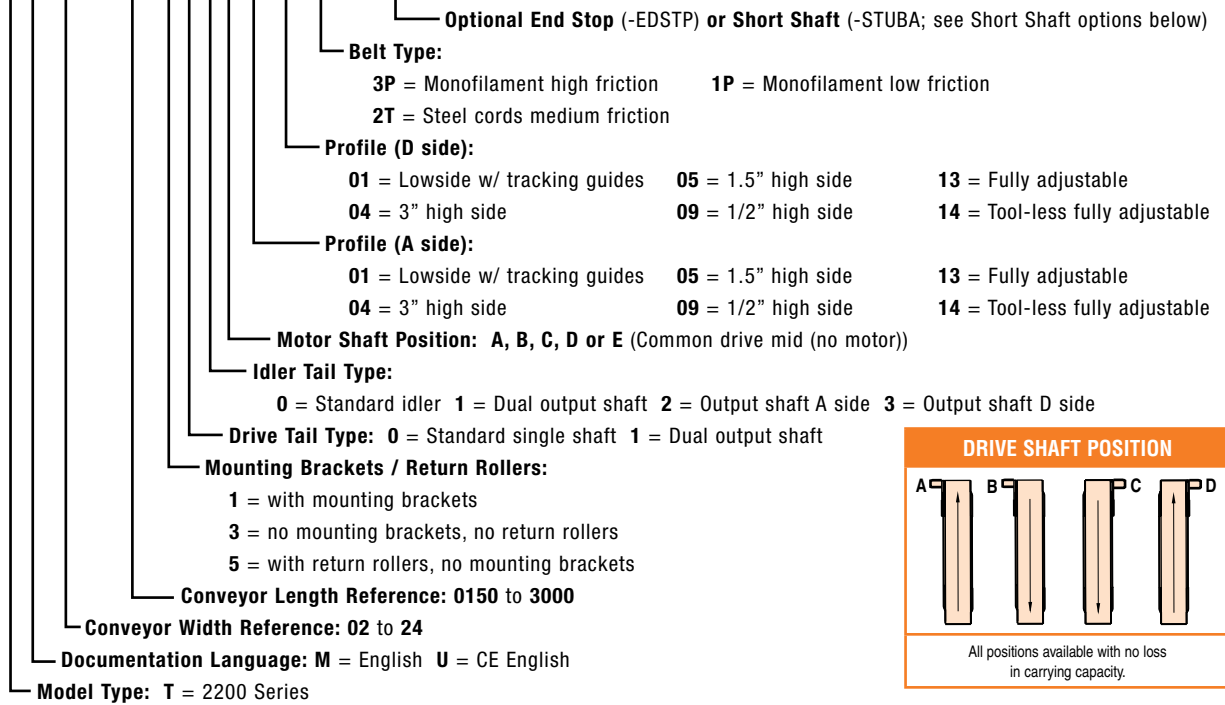 Optional End Stop (-EDSTP) or Short Shaft (-STUBA; see Short Shaft options below)
Belt Type:
3P = Monofilament high friction 1P = Monofilament low friction
2T = Steel cords medium friction
Profile (D side):
01 = Lowside w/ tracking guides 05 = 1.5” high side 13 = Fully adjustable
04 = 3” high side 09 = 1/2” high side 14 = Tool-less fully adjustable
Profile (A side):
01 = Lowside w/ tracking guides 05 = 1.5” high side 13 = Fully adjustable
04 = 3” high side 09 = 1/2” high side 14 = Tool-less fully adjustable
Motor Shaft Position: A, B, C, D or E (Common drive mid (no motor))
Idler Tail Type:
0 = Standard idler 1 = Dual output shaft 2 = Output shaft A side 3 = Output shaft D side
Drive Tail Type: 0 = Standard single shaft 1 = Dual output shaft
Mounting Brackets / Return Rollers:
1 = with mounting brackets
3 = no mounting brackets, no return rollers
5 = with return rollers, no mounting brackets
Conveyor Length Reference: 0150 to 3000
Conveyor Width Reference: 02 to 24
Documentation Language: M = English U = CE English
Model Type: T = 2200 Series
DRIVE SHAFT POSITION
A B C D
All positions available with no loss
in carrying capacity.